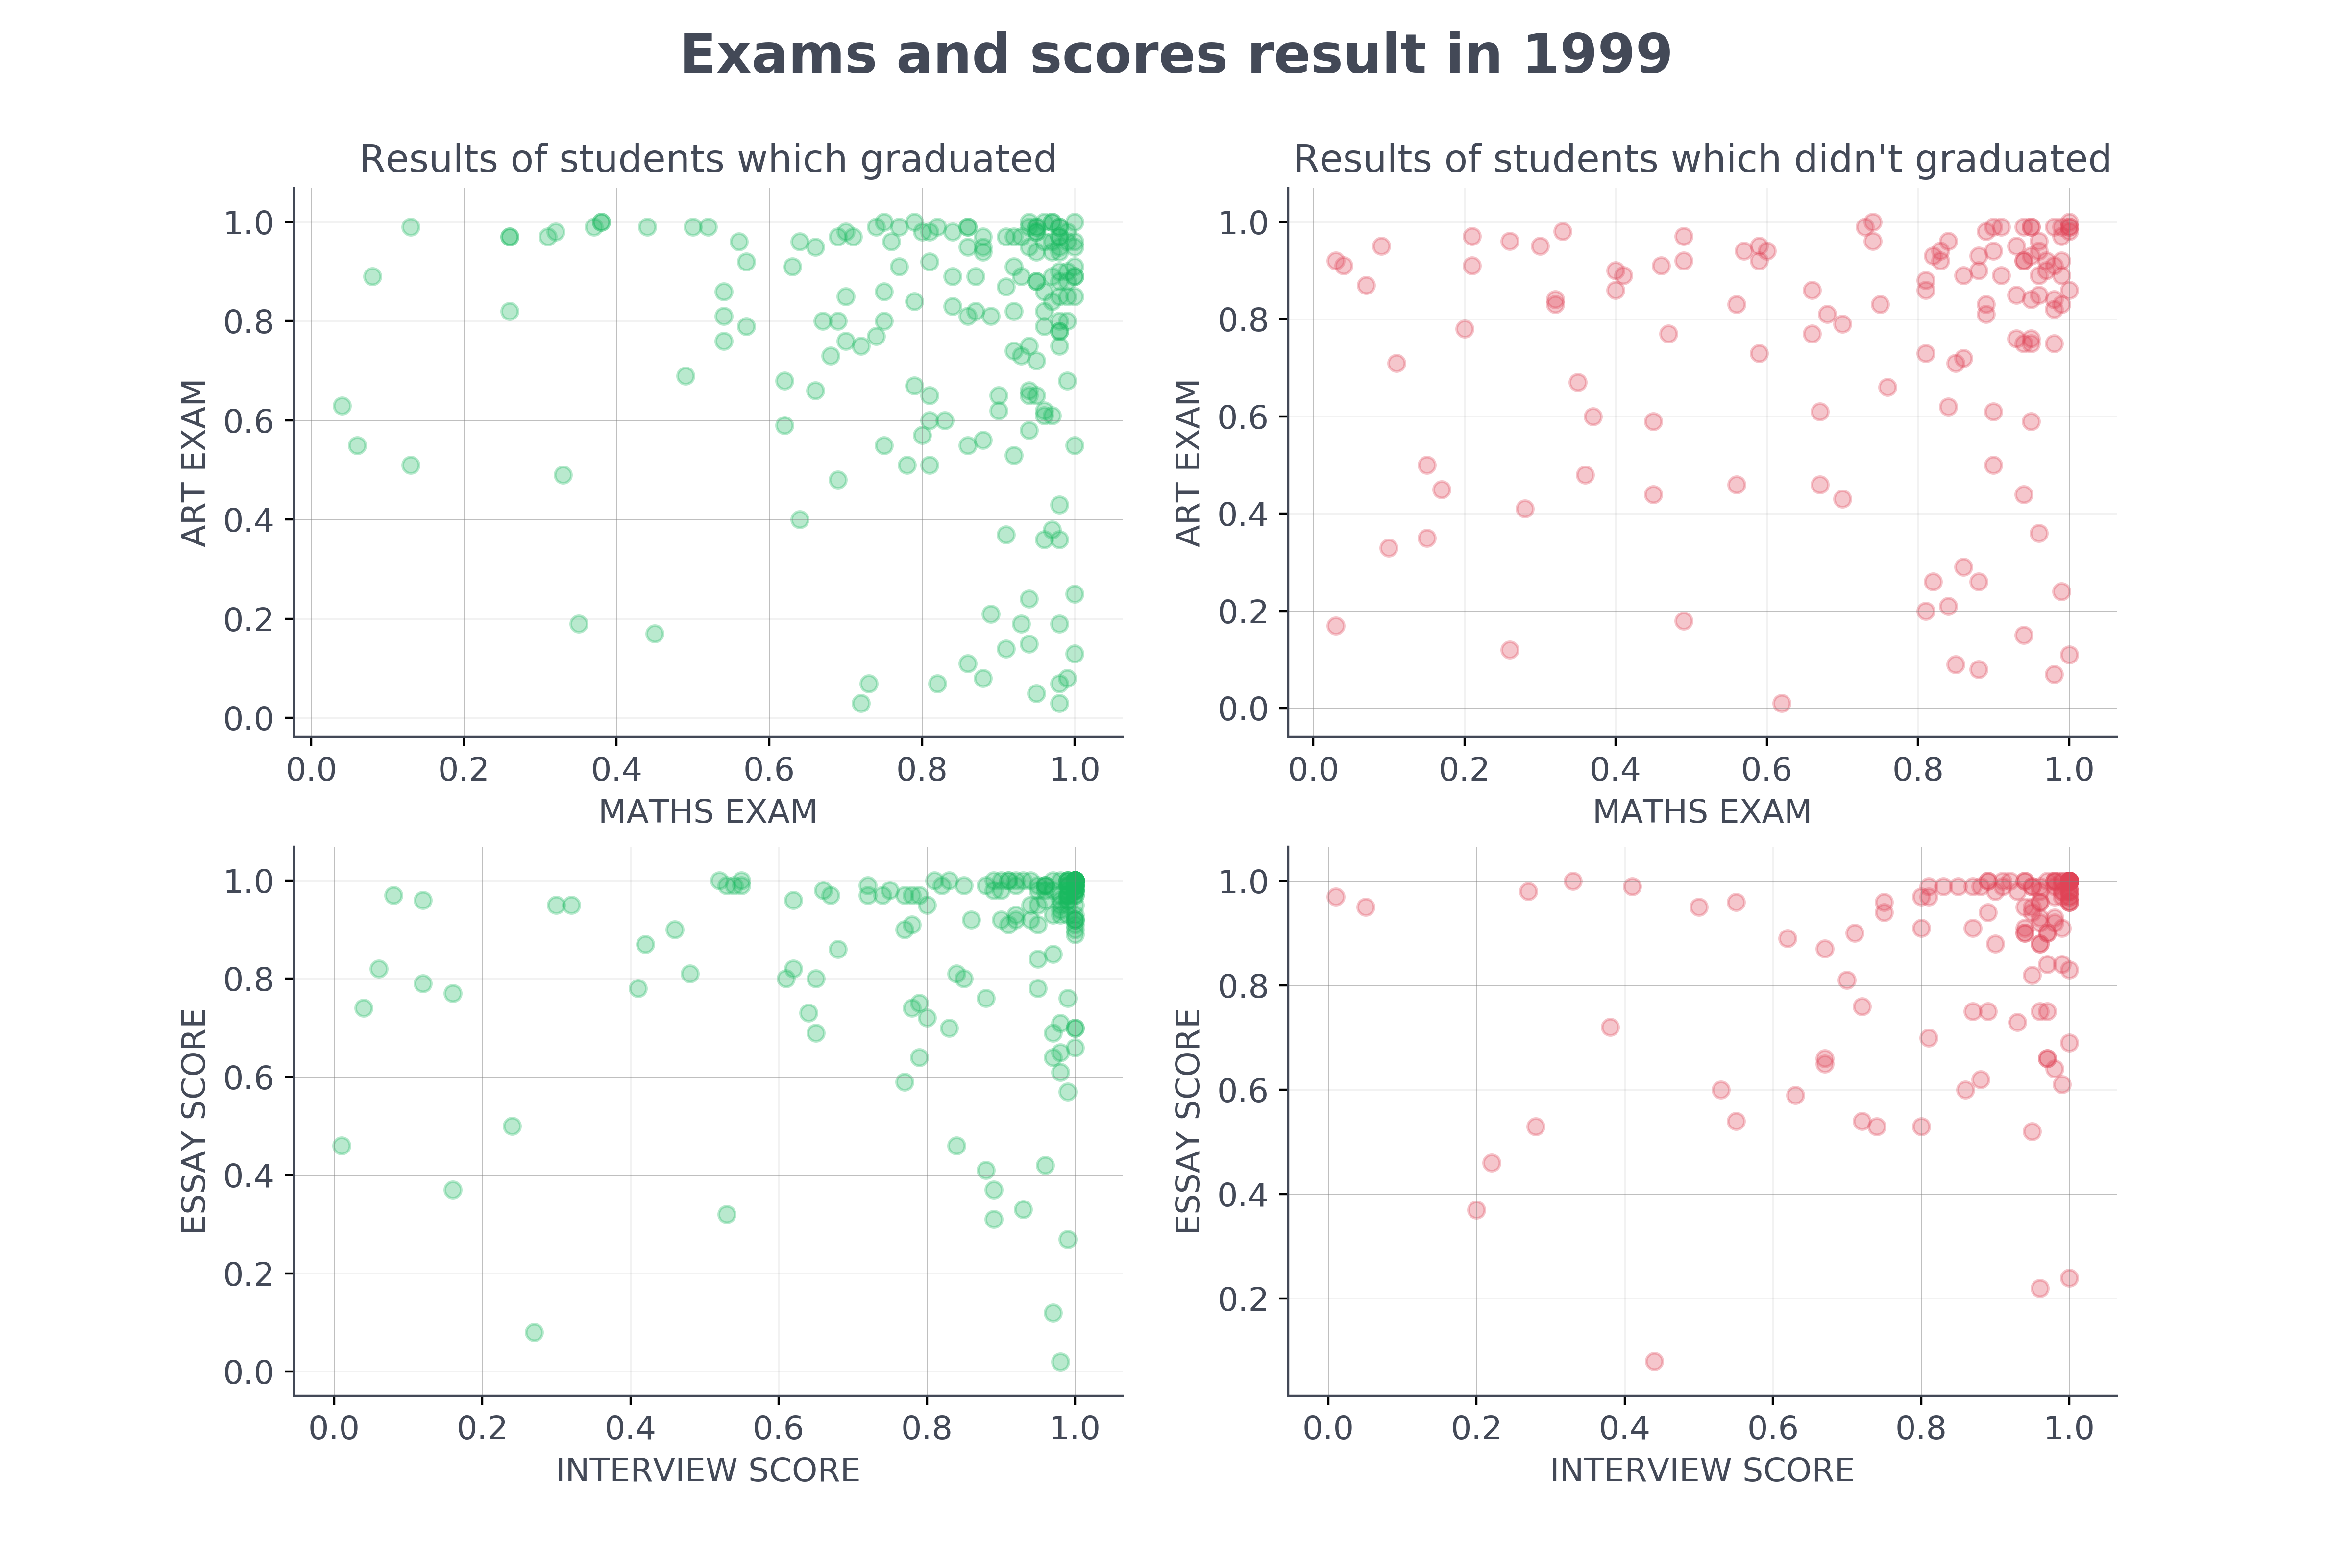 Exams and scores result in 1999
Results of students which graduated
Results of students which didn't graduated
1.0
0.8
0.6
0.4
0.2
0.0
ART EXAM
0.0 0.2 0.4 0.6 0.8 1.0
MATHS EXAM
1.0
0.8
0.6
0.4
0.2
0.0
ART EXAM
0.0 0.2 0.4 0.6 0.8 1.0
MATHS EXAM
1.0
0.8
0.6
0.4
0.2
0.0
ESSAY SCORE
0.0 0.2 0.4 0.6 0.8 1.0
INTERVIEW SCORE
1.0
0.8
0.6
0.4
0.2
ESSAY SCORE
0.0 0.2 0.4 0.6 0.8 1.0
INTERVIEW SCORE